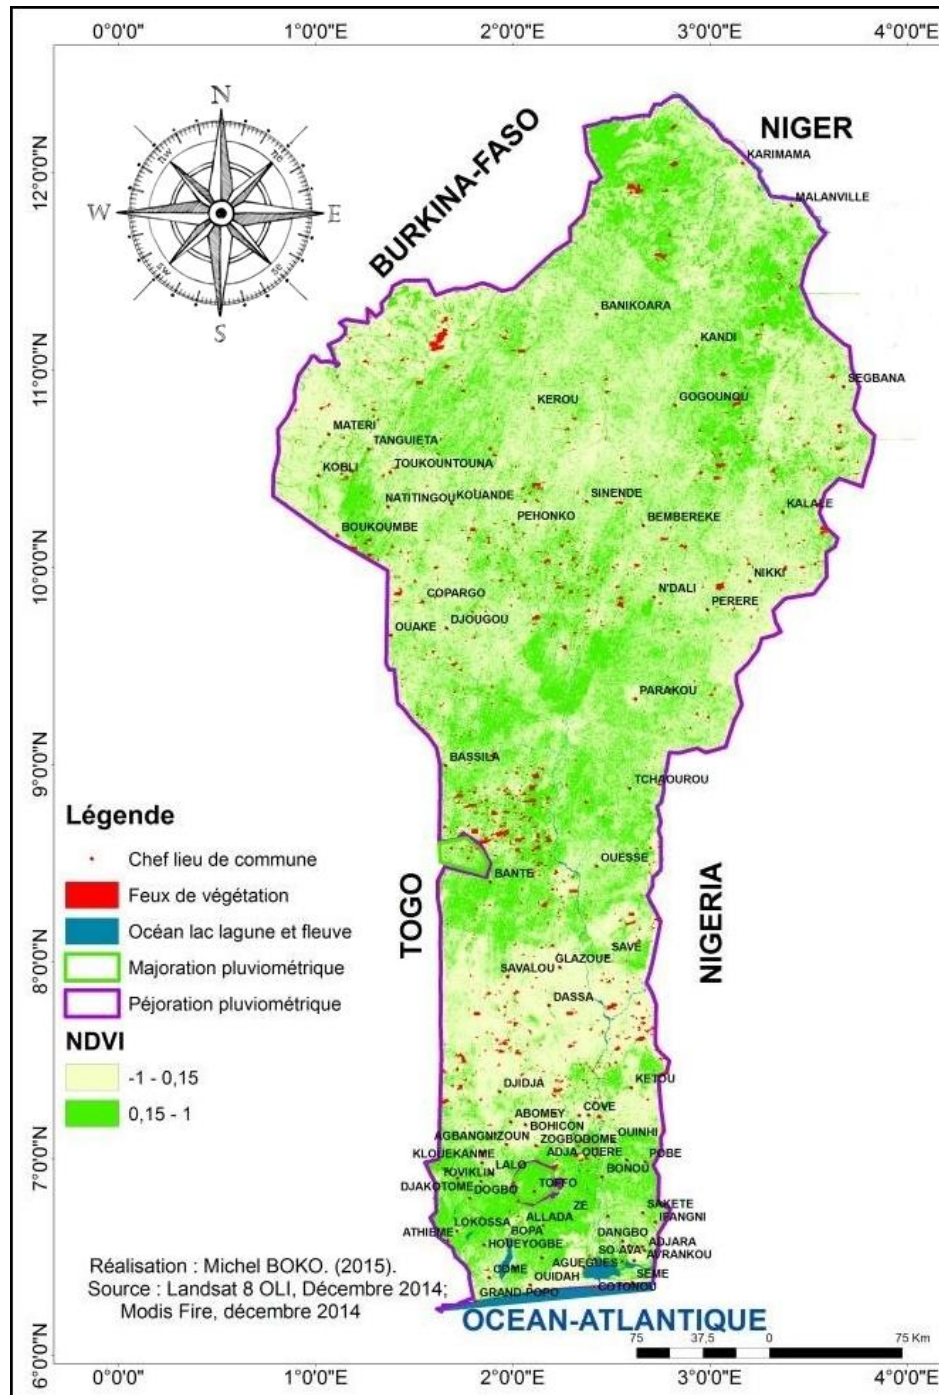 0°0'0"
1°0'0"E
2°0'0"E
3°0'0"E
4°0'0"E
N
nw
ne
W
E
sw
se
S
12°0'0"N
11°0'0"N
10°0'0"N
9°0'0"N
8°0'0"N
7°0'0"N
6°0'0"N
BURKINA-FASO
NIGER
KARIMAMA
MALANVILLE
BANIKOARA
KANDI
SEGBANA
KEROU
GOGOUNOU
MATERI
TANGUIETA
KOBLI
TOUKOUNTOUNA
NATITINGOU
KOUANDE
SINENDE
PEHONKO
BEMBEREKE
KALALE
BOUKOUMBE
NIKKI
N'DALI
COPARGO
PERERE
DJOUGOU
OUAKE
PARAKOU
BASSILA
TCHAOUROU
OUESSE
BANTE
TOGO
NIGERIA
SAVE
GLAZOUE
SAVALOU
DASSA
DJIDJA
KETOU
COVE
ABOMEY
BOHICON
OUINHI
AGBANGNIZOUN
ZOGBODOME
KLOUEKANME
ADJA-OUERE
POBE
LALO
BONOU
TOVIKLIN
DJAKOTOME
DOGBO
TOFFO
ZE
SAKETE
IFANGNI
ALLADA
LOKOSSA
BOPA
ATHIEME
DANGBO
HOUEYOGBE
ADJARA
SO-AVA
AVRANKOU
AGUEGUES
COME
SEME
OUIDAH
COTONOU
GRAND-POPO
OCEAN-ATLANTIQUE
Légende
Chef lieu de commune
Feux de végétation
Océan lac lagune et fleuve
Majoration pluviométrique
Péjoration pluviométrique
NDVI
-1 - 0,15
0,15 - 1
Réalisation : Michel BOKO. (2015).
Source : Landsat 8 OLI, Décembre 2014;
Modis Fire, décembre 2014
75 37,5 0 75 Km
0°0'0"
1°0'0"E
2°0'0"E
3°0'0"E
4°0'0"E